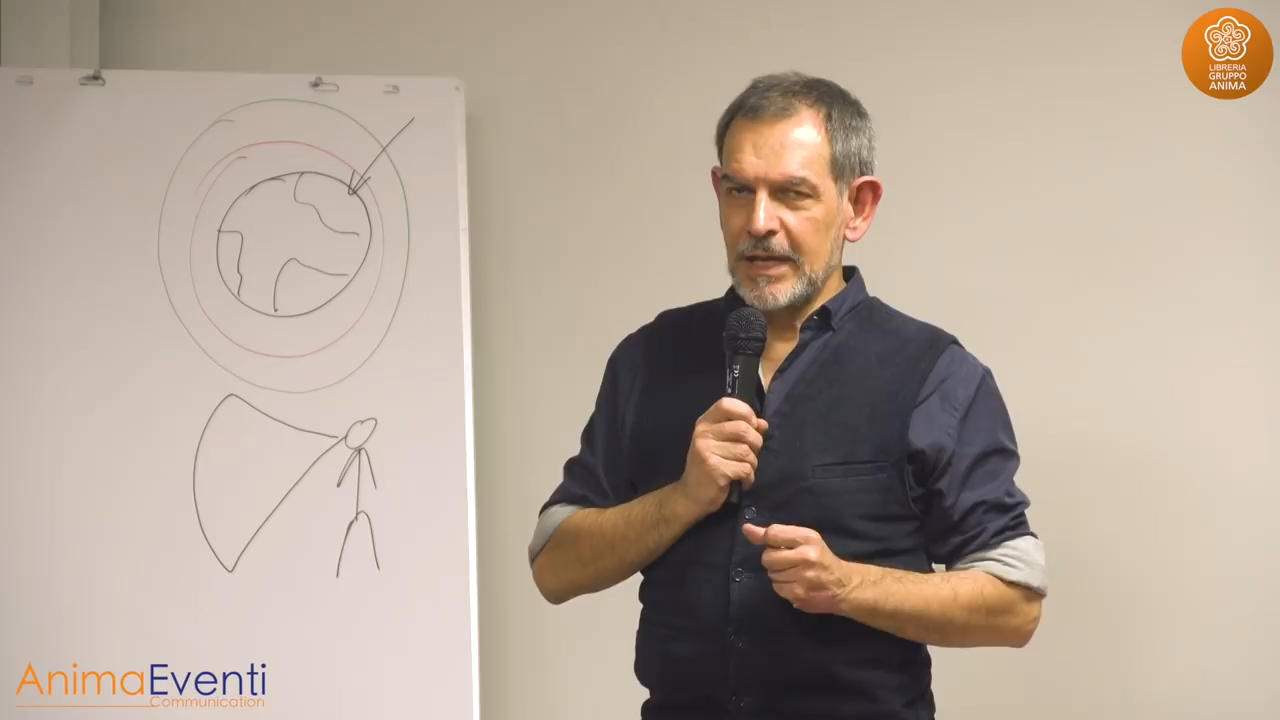 LIBRERIA
GRUPPO
ANIMA
AnimaEventi
Communication